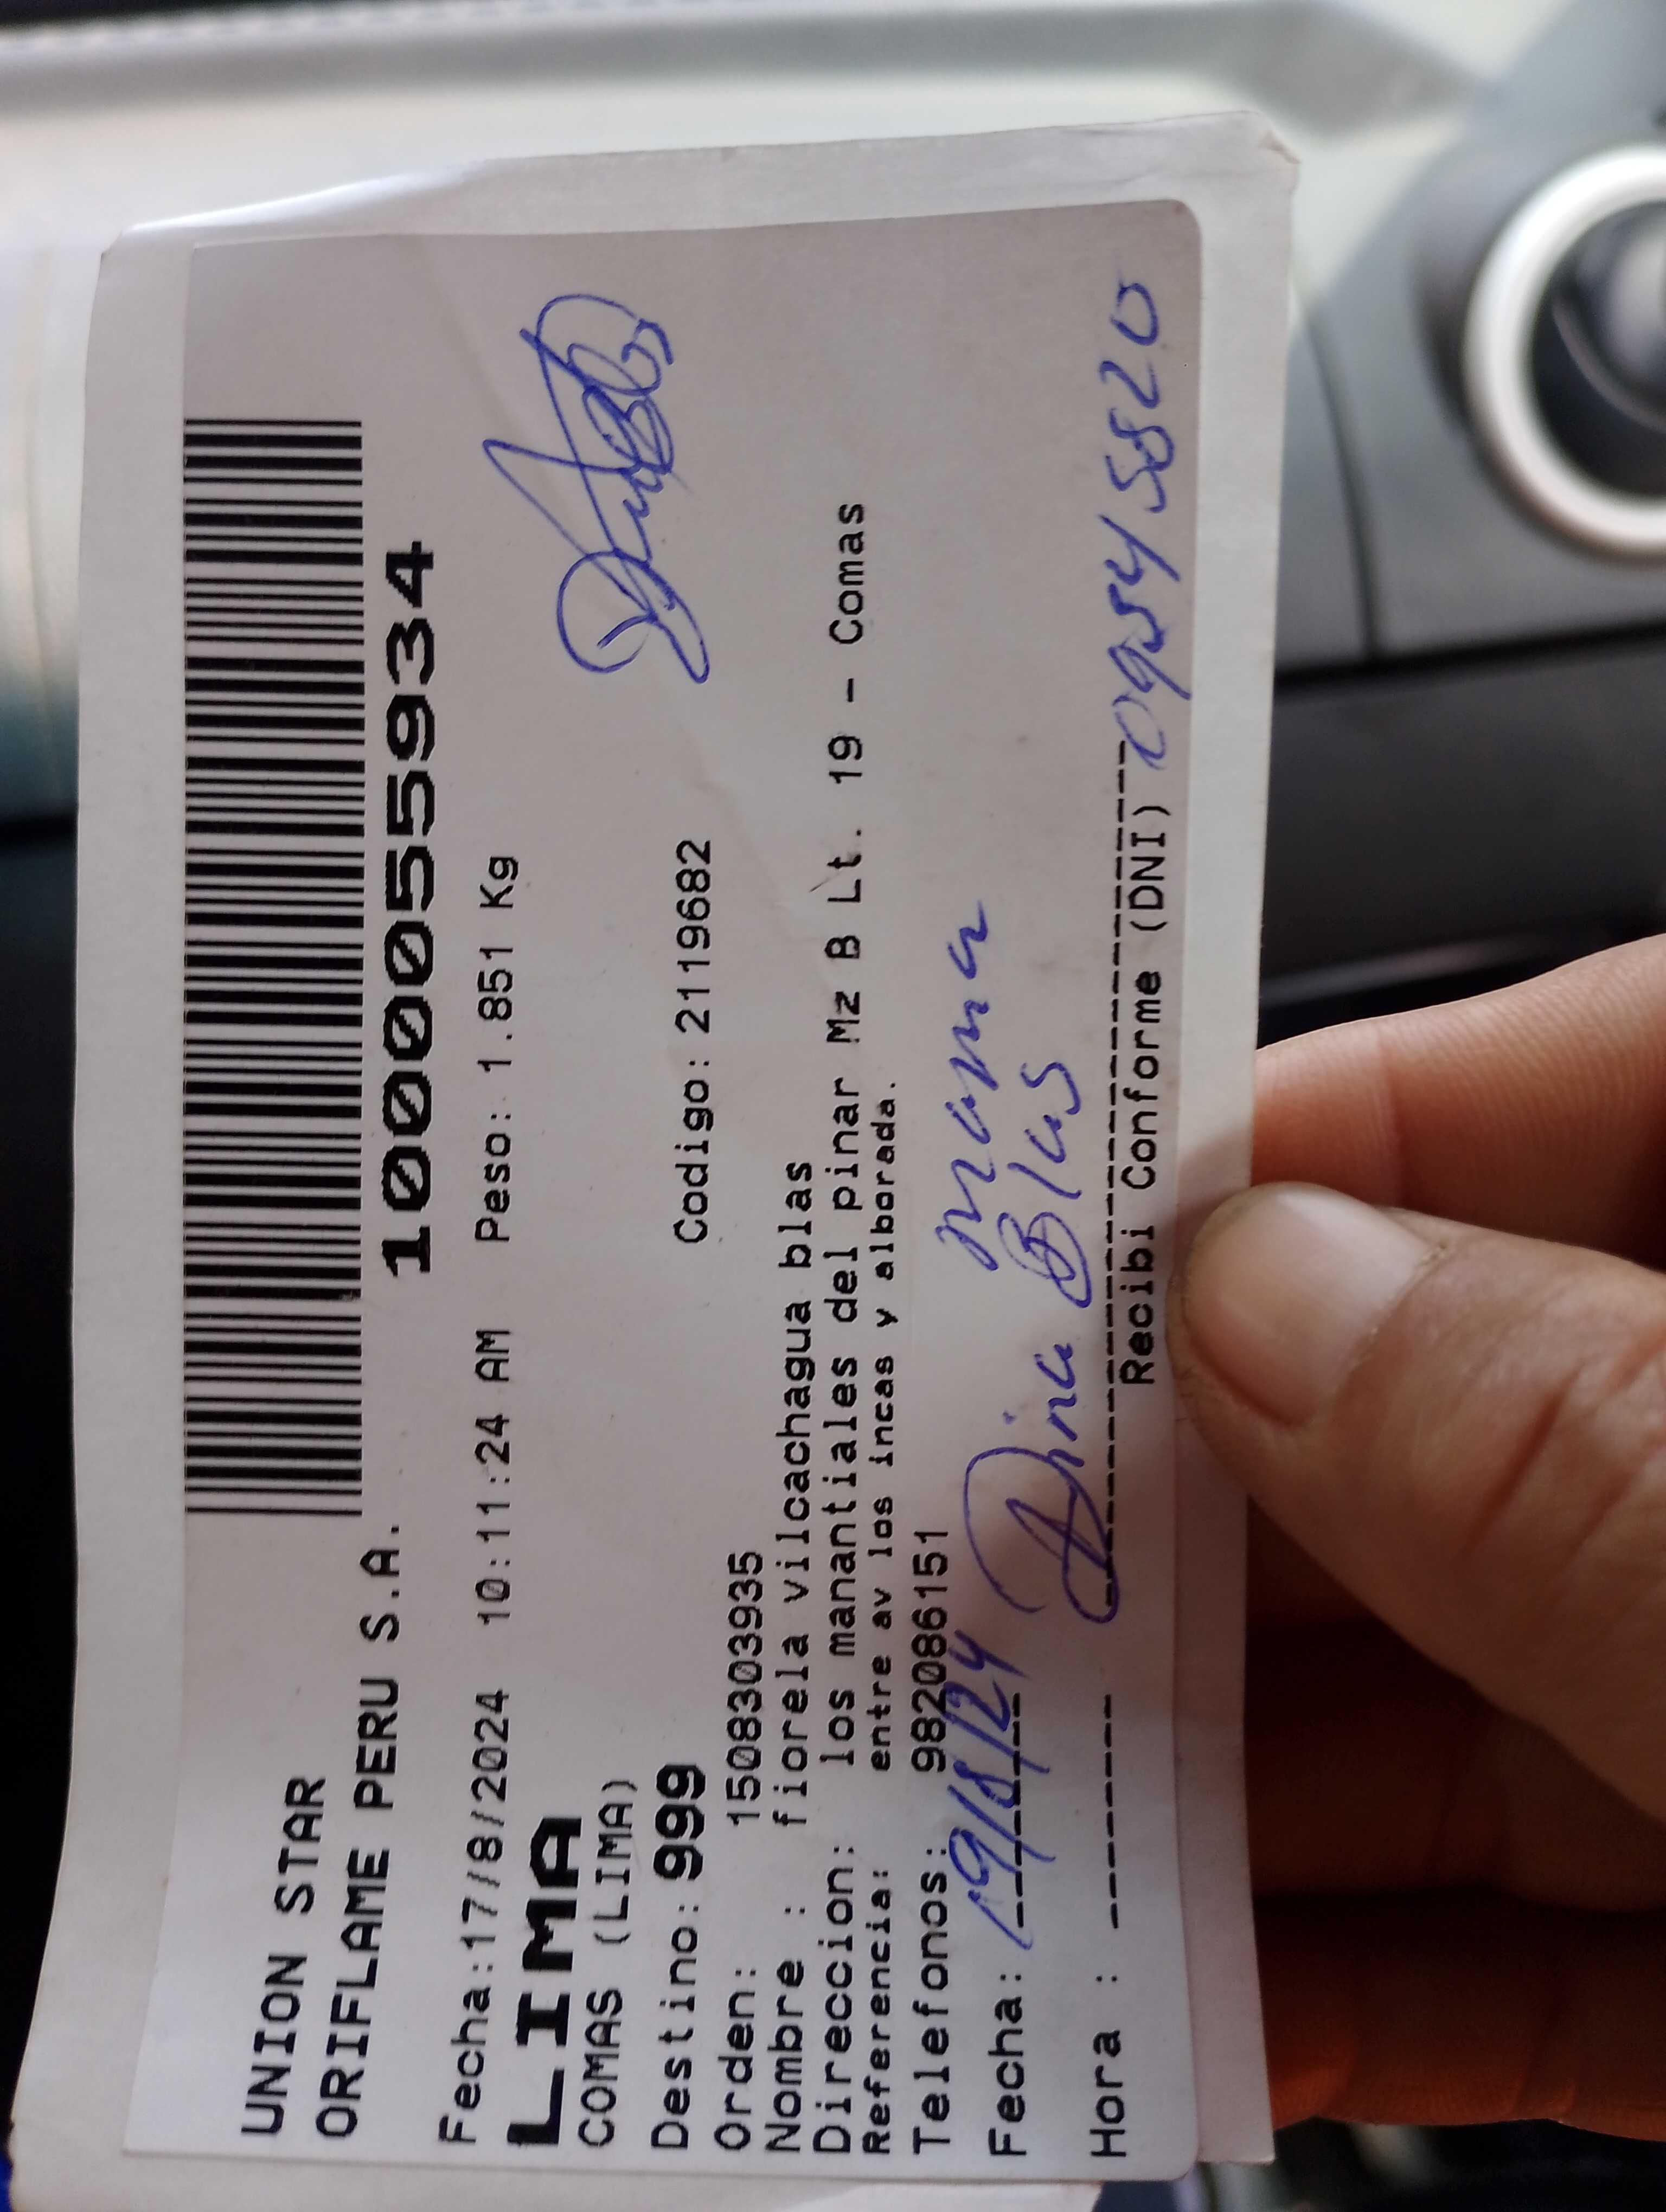 UNION STAR
ORIFLAME PERU S.A.
1000055934
Fecha:17/8/2024 10:11:24 AM Peso: 1.851 Kg
LIMA
COMAS (LIMA)
Destino: 999
Codigo: 2119682
Orden: 1508303935
Nombre : fiorela vilcachagua blas
Direccion: los manantiales del pinar Mz B Lt. 19 - Comas
Referencia: entre av los incas y alborada.
Telefonos: 982086151
mama
Fecha: 19/8/24
Dina Blas
Hora :
Recibi Conforme (DNI) 09545820